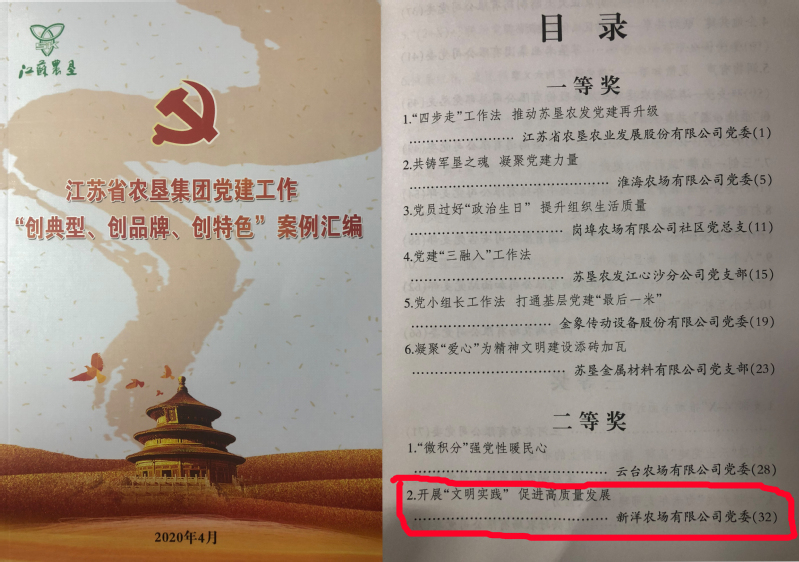 江苏农垦
江苏省农垦集团党建工作
“创典型、创品牌、创特色”案例汇编
2020年4月
目录
一等奖
1.“四步走”工作法 推动苏垦农发党建再升级
江苏省农垦农业发展股份有限公司党委(1)
2.共铸军垦之魂 凝聚党建力量
淮海农场有限公司党委(5)
3.党员过好“政治生日” 提升组织生活质量
岗埠农场有限公司社区党总支(11)
4.党建“三融入”工作法
苏垦农发江心沙分公司党支部(15)
5.党小组长工作法 打通基层党建“最后一米”
金象传动设备股份有限公司党委(19)
6.凝聚“爱心”为精神文明建设添砖加瓦
苏垦金属材料有限公司党支部(23)
二等奖
1.“微积分”强党性暖民心
云台农场有限公司党委(28)
2.开展“文明实践” 促进高质量发展
新洋农场有限公司党委(32)